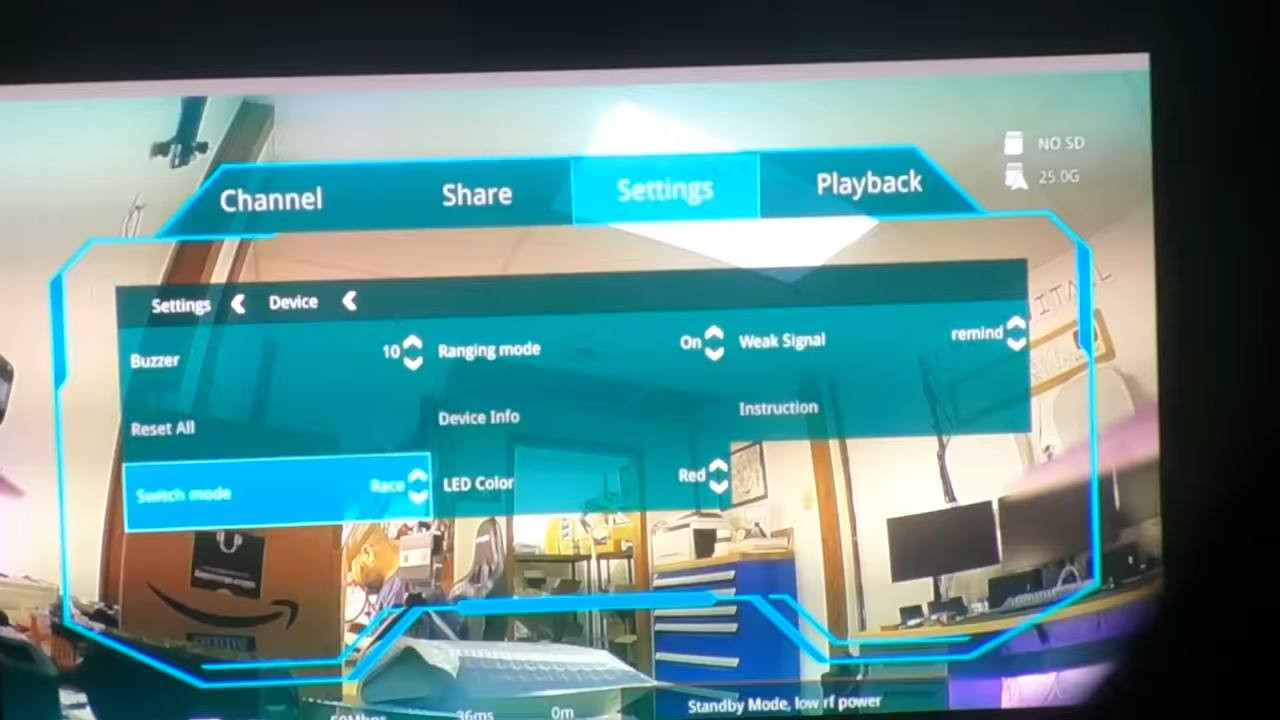 NO SD
25.0G
Channel Share Settings Playback
Settings Device
Buzzer 10 Ranging mode On Weak Signal remind
Reset All Device Info Instruction
Switch mode Race LED Color Red
50Mbps 36ms 0m Standby Mode, low rf power